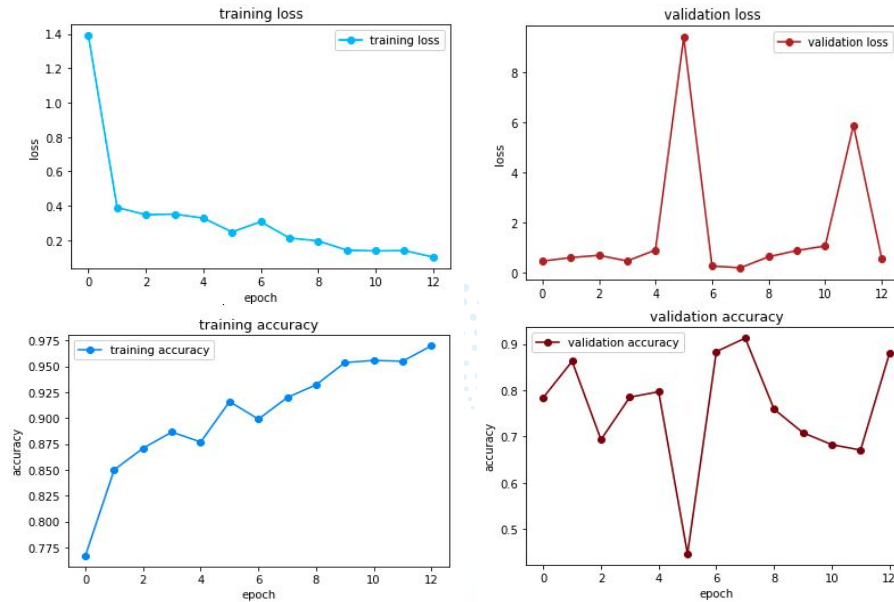 training loss
training loss
1.4
1.2
1.0
0.8
0.6
0.4
0.2
loss
0 2 4 6 8 10 12
epoch
validation loss
validation loss
8
6
4
2
0
loss
0 2 4 6 8 10 12
epoch
training accuracy
training accuracy
0.975
0.950
0.925
0.900
0.875
0.850
0.825
0.800
0.775
accuracy
0 2 4 6 8 10 12
epoch
validation accuracy
validation accuracy
0.9
0.8
0.7
0.6
0.5
accuracy
0 2 4 6 8 10 12
epoch